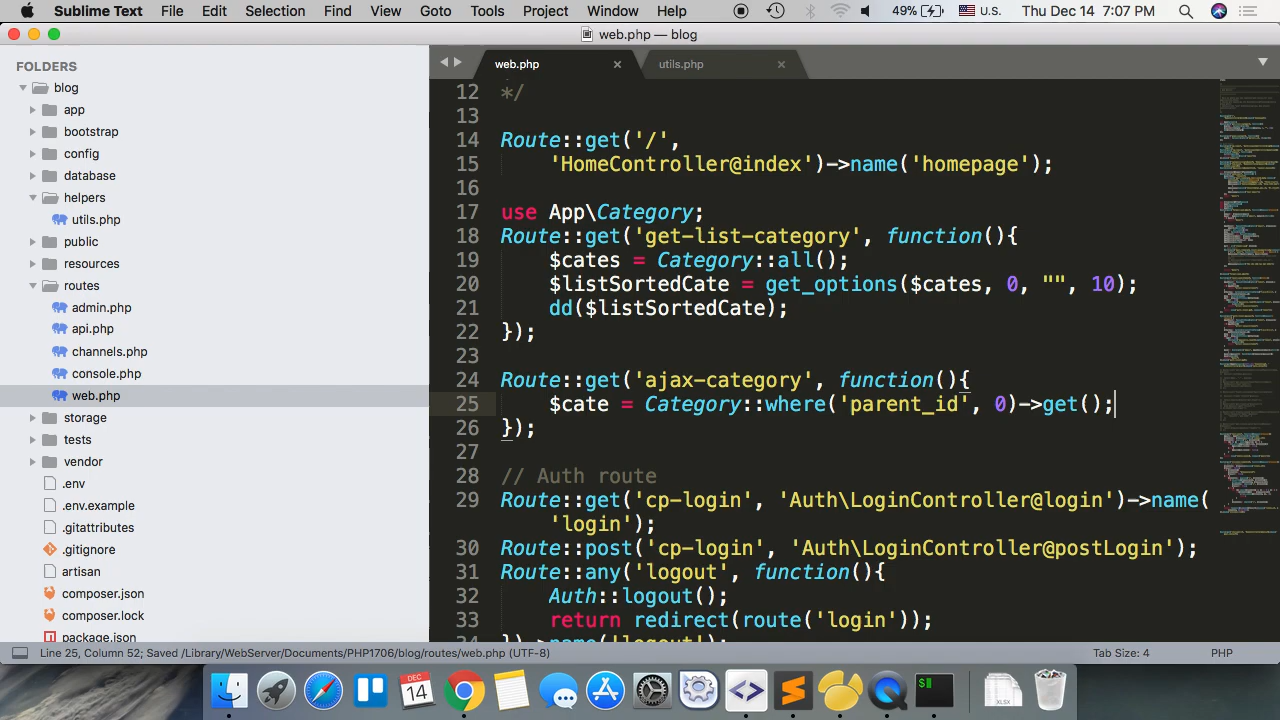 Sublime Text File Edit Selection Find View Goto Tools Project Window Help 49% U.S. Thu Dec 14 7:07 PM
web.php — blog
FOLDERS
blog
app
bootstrap
config
database
helpers
utils.php
public
resources
routes
admin.php
api.php
channels.php
console.php
web.php
storage
tests
vendor
.env
.env.example
.gitattributes
.gitignore
artisan
composer.json
composer.lock
package.json
web.php utils.php
12 */
13
14 Route::get('/',
15 'HomeController@index')->name('homepage');
16
17 use App\Category;
18 Route::get('get-list-category', function(){
19 $cates = Category::all();
20 $listSortedCate = get_options($cates, 0, "", 10);
21 dd($listSortedCate);
22 });
23
24 Route::get('ajax-category', function(){
25 $cate = Category::where('parent_id', 0)->get();
26 });
27
28 // Auth route
29 Route::get('cp-login', 'Auth\LoginController@login')->name(
'login');
30 Route::post('cp-login', 'Auth\LoginController@postLogin');
31 Route::any('logout', function(){
32 Auth::logout();
33 return redirect(route('login'));
34 })->name('logout');
Line 25, Column 52; Saved /Library/WebServer/Documents/PHP1706/blog/routes/web.php (UTF-8) Tab Size: 4 PHP
DEC
14
XLSX